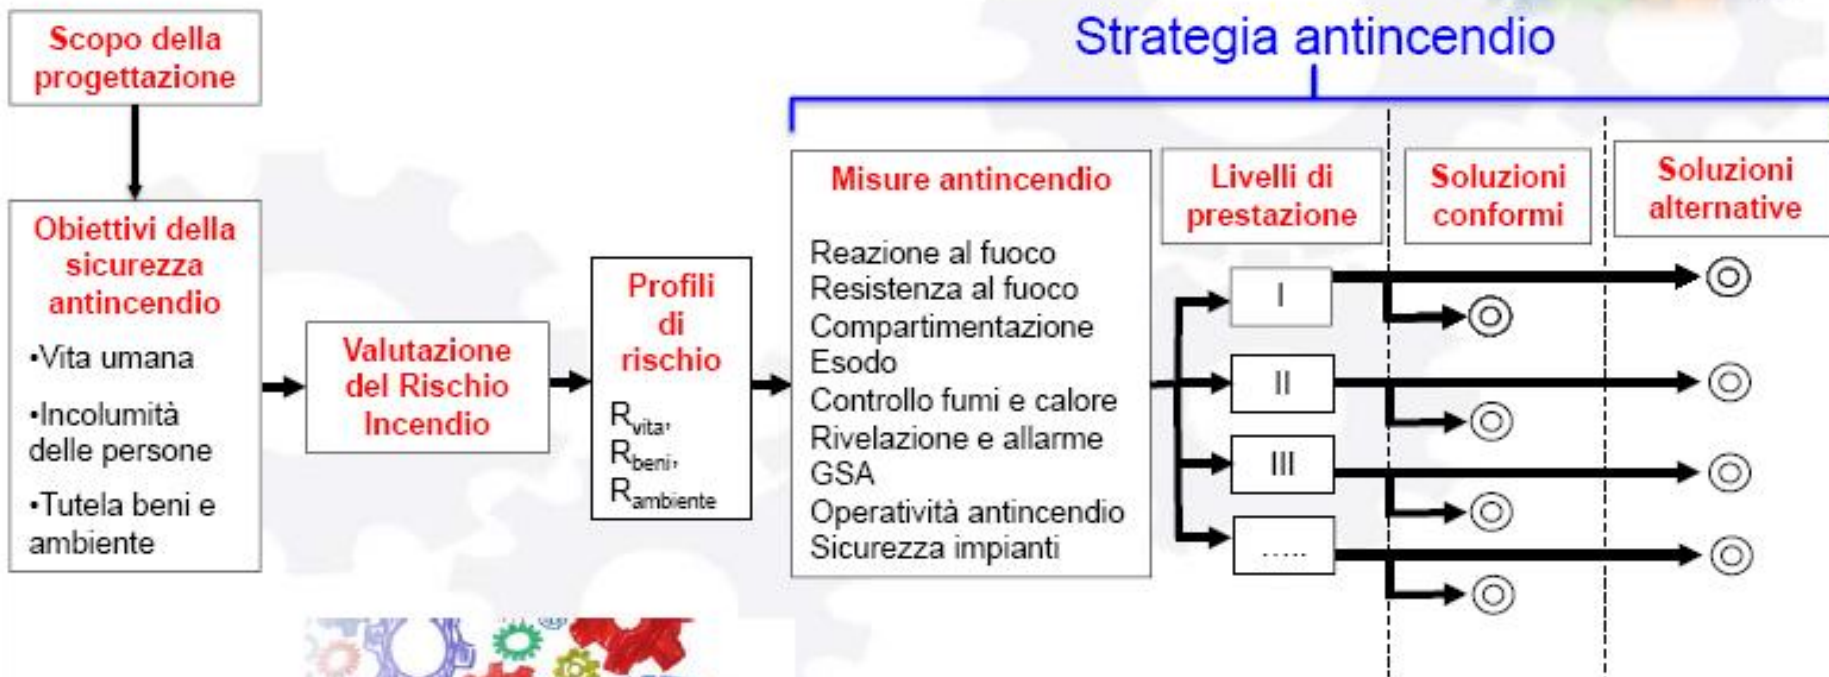 Strategia antincendio
Scopo della
progettazione
Obiettivi della
sicurezza
antincendio
•Vita umana
•Incolumità
delle persone
•Tutela beni e
ambiente
Valutazione
del Rischio
Incendio
Profili
di
rischio
Rvita,
Rbeni,
Rambiente
Misure antincendio
Reazione al fuoco
Resistenza al fuoco
Compartimentazione
Esodo
Controllo fumi e calore
Rivelazione e allarme
GSA
Operatività antincendio
Sicurezza impianti
Livelli di
prestazione
I
II
III
.....
Soluzioni
conformi
Soluzioni
alternative